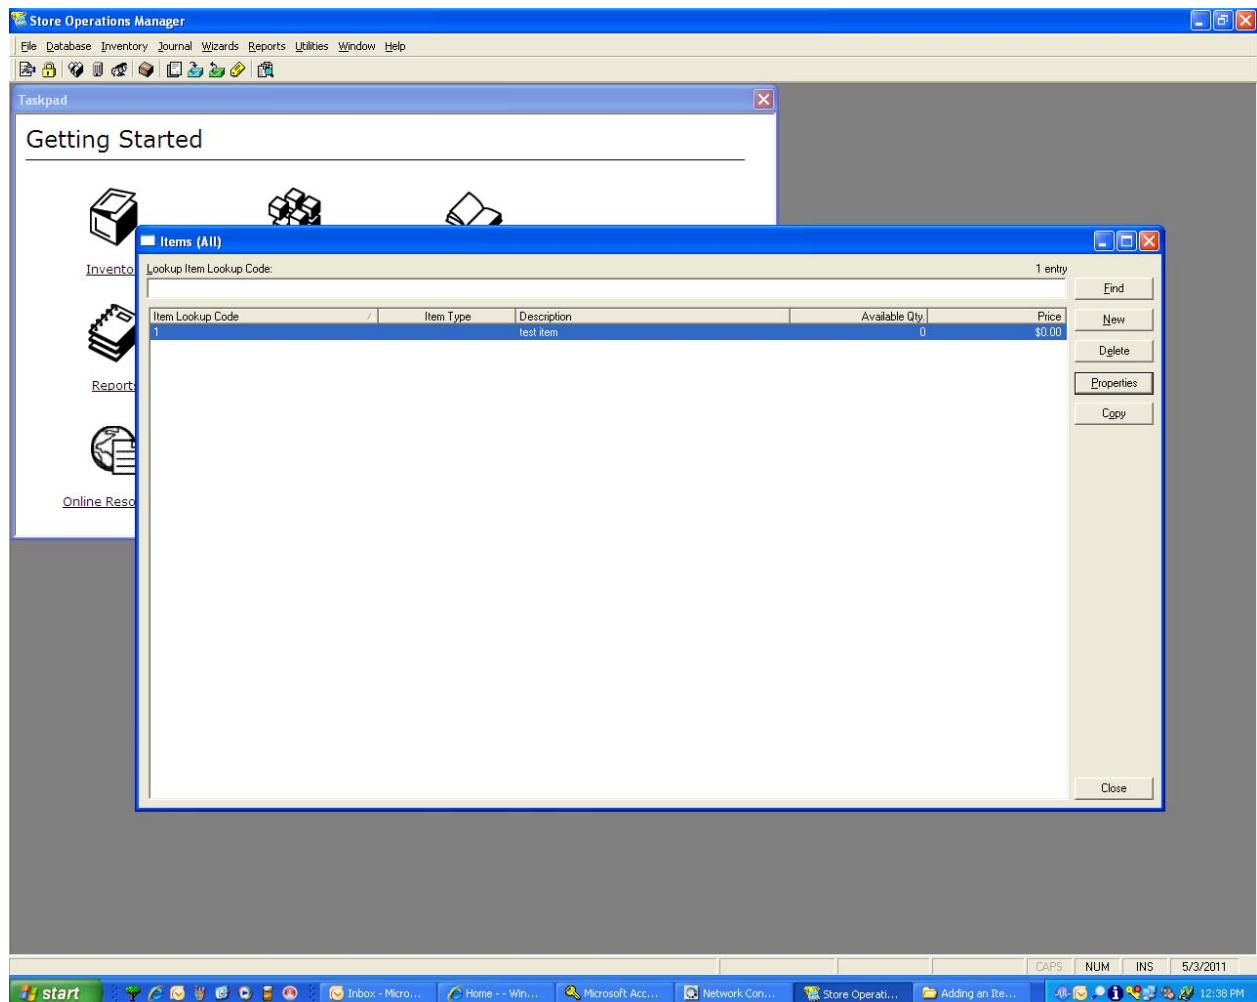 Store Operations Manager
File Database Inventory Journal Wizards Reports Utilities Window Help
Taskpad
Getting Started
Items (All)
Invento
Lookup Item Lookup Code:
1 entry
Find
Item Lookup Code Item Type Description Available Qty. Price
New
1 test item 0 $0.00
Delete
Reports
Properties
Copy
Online Reso
Close
CAPS NUM INS 5/3/2011
start Inbox - Micro... Home - - Win... Microsoft Acc... Network Con... Store Operati... Adding an Ite... 12:38 PM